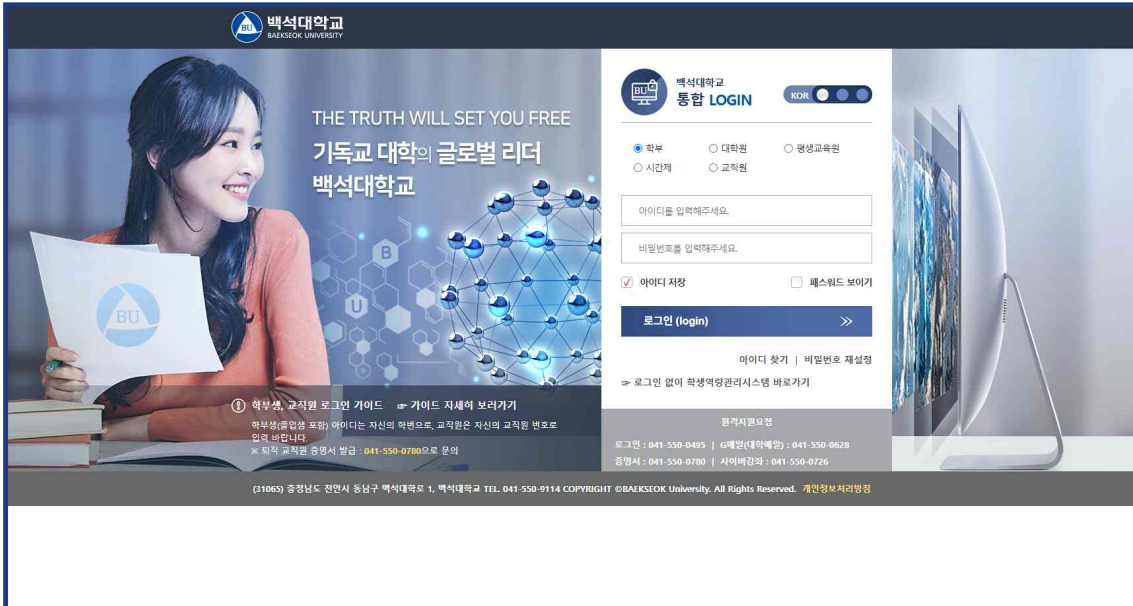 백석대학교
BAEKSEOK UNIVERSITY
THE TRUTH WILL SET YOU FREE
기독교 대학의 글로벌 리더
백석대학교
B
U
BU
백석대학교
통합 LOGIN
KOR
학부
대학원
평생교육원
시간제
교직원
아이디를 입력해주세요.
비밀번호를 입력해주세요.
아이디 저장
패스워드 보이기
로그인 (login)
아이디 찾기 | 비밀번호 재설정
☞ 로그인 없이 학생역량관리시스템 바로가기
학부생, 교직원 로그인 가이드 ☞ 가이드 자세히 보러가기
학부생(졸업생 포함) 아이디는 자신의 학번으로, 교직원은 자신의 교직원 번호로
입력 바랍니다.
※ 퇴직 교직원 증명서 발급 : 041-550-0780으로 문의
원격지원요청
로그인 : 041-550-0495 | G메일(대학메일) : 041-550-0628
증명서 : 041-550-0780 | 사이버강좌 : 041-550-0726
(31065) 충청남도 천안시 동남구 백석대학로 1, 백석대학교 TEL. 041-550-9114 COPYRIGHT ©BAEKSEOK University. All Rights Reserved. 개인정보처리방침